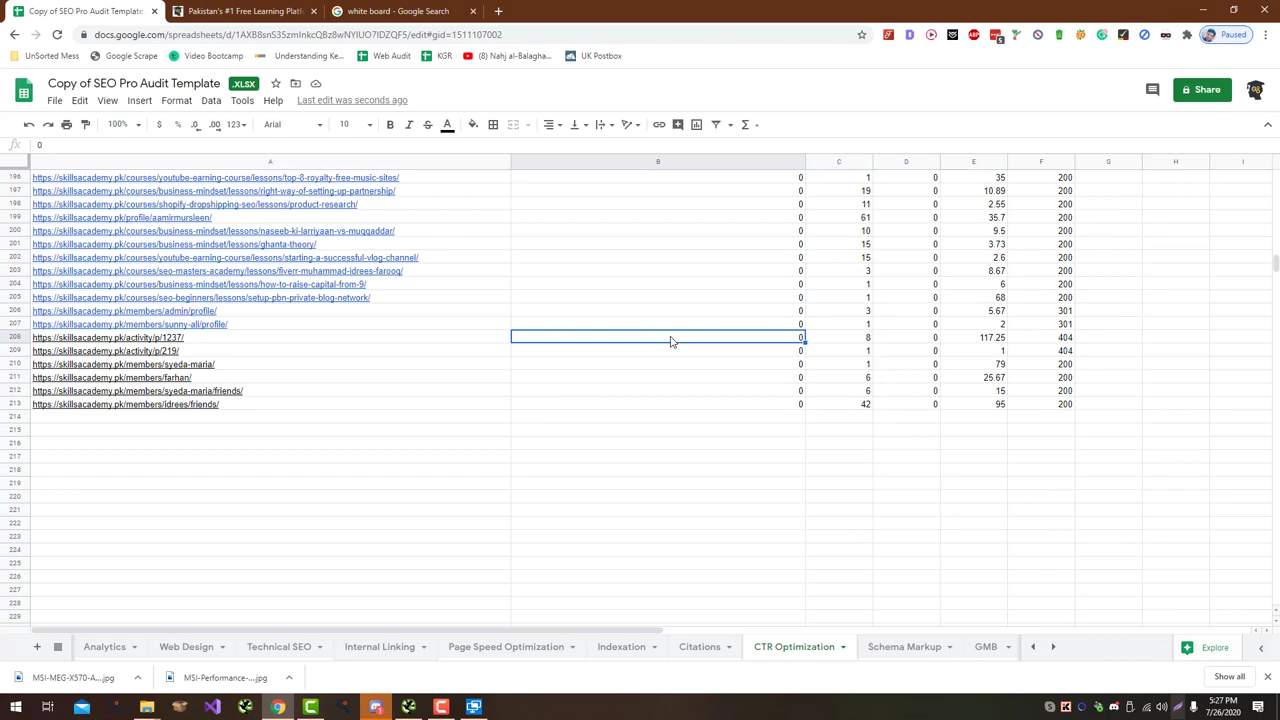 Copy of SEO Pro Audit Template
Pakistan's #1 Free Learning Platf
white board - Google Search
docs.google.com/spreadsheets/d/1AXB8snS35zmInkcQBz8wNYIUO7IDZQF5/edit#gid=1511107002
Paused
UnSorted Mess
Google Scrape
Video Bootcamp
Understanding Ke...
Web Audit
KGR
(8) Nahj al-Balagha...
UK Postbox
Copy of SEO Pro Audit Template .XLSX
Share
File Edit View Insert Format Data Tools Help Last edit was seconds ago
100% $ % .0 .00 123 Arial 10
fx 0
A B C D E F G H I
196 https://skillsacademy.pk/courses/youtube-earning-course/lessons/top-8-royalty-free-music-sites/ 0 1 0 35 200
197 https://skillsacademy.pk/courses/business-mindset/lessons/right-way-of-setting-up-partnership/ 0 19 0 10.89 200
198 https://skillsacademy.pk/courses/shopify-dropshipping-seo/lessons/product-research/ 0 11 0 2.55 200
199 https://skillsacademy.pk/profile/aamirmursleen/ 0 61 0 35.7 200
200 https://skillsacademy.pk/courses/business-mindset/lessons/naseeb-ki-larriyaan-vs-muqqaddar/ 0 10 0 9.5 200
201 https://skillsacademy.pk/courses/business-mindset/lessons/ghanta-theory/ 0 15 0 3.73 200
202 https://skillsacademy.pk/courses/youtube-earning-course/lessons/starting-a-successful-vlog-channel/ 0 15 0 2.6 200
203 https://skillsacademy.pk/courses/seo-masters-academy/lessons/fiverr-muhammad-idrees-farooq/ 0 3 0 8.67 200
204 https://skillsacademy.pk/courses/business-mindset/lessons/how-to-raise-capital-from-9/ 0 1 0 6 200
205 https://skillsacademy.pk/courses/seo-beginners/lessons/setup-pbn-private-blog-network/ 0 1 0 68 200
206 https://skillsacademy.pk/members/admin/profile/ 0 3 0 5.67 301
207 https://skillsacademy.pk/members/sunny-ali/profile/ 0 1 0 2 301
208 https://skillsacademy.pk/activity/p/1237/ 0 8 0 117.25 404
209 https://skillsacademy.pk/activity/p/219/ 0 1 0 1 404
210 https://skillsacademy.pk/members/syeda-maria/ 0 1 0 79 200
211 https://skillsacademy.pk/members/farhan/ 0 6 0 25.67 200
212 https://skillsacademy.pk/members/syeda-maria/friends/ 0 6 0 15 200
213 https://skillsacademy.pk/members/idrees/friends/ 0 42 0 95 200
214
215
216
217
218
219
220
221
222
223
224
225
226
227
228
229
Analytics Web Design Technical SEO Internal Linking Page Speed Optimization Indexation Citations CTR Optimization Schema Markup GMB Explore
MSI-MEG-X570-A....jpg
MSI-Performance-....jpg
Show all
5:27 PM
7/26/2020